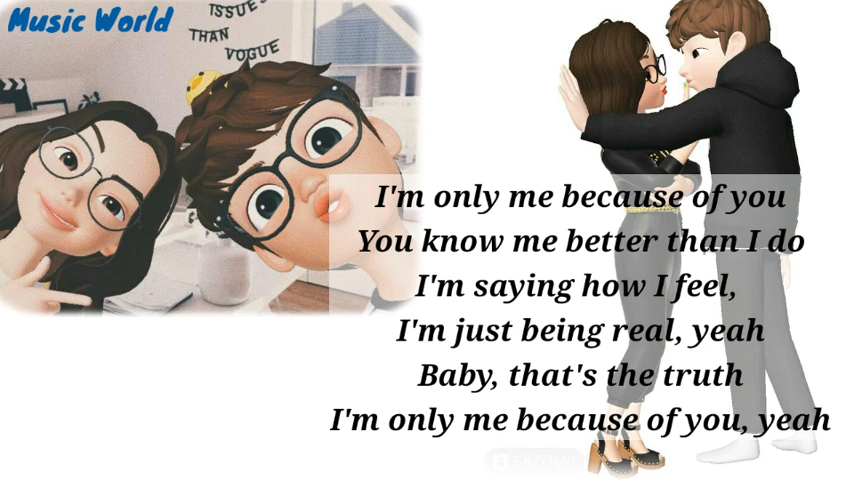 Music World
ISSUE
THAN
VOGUE
I'm only me because of you
You know me better than I do
I'm saying how I feel,
I'm just being real, yeah
Baby, that's the truth
I'm only me because of you, yeah